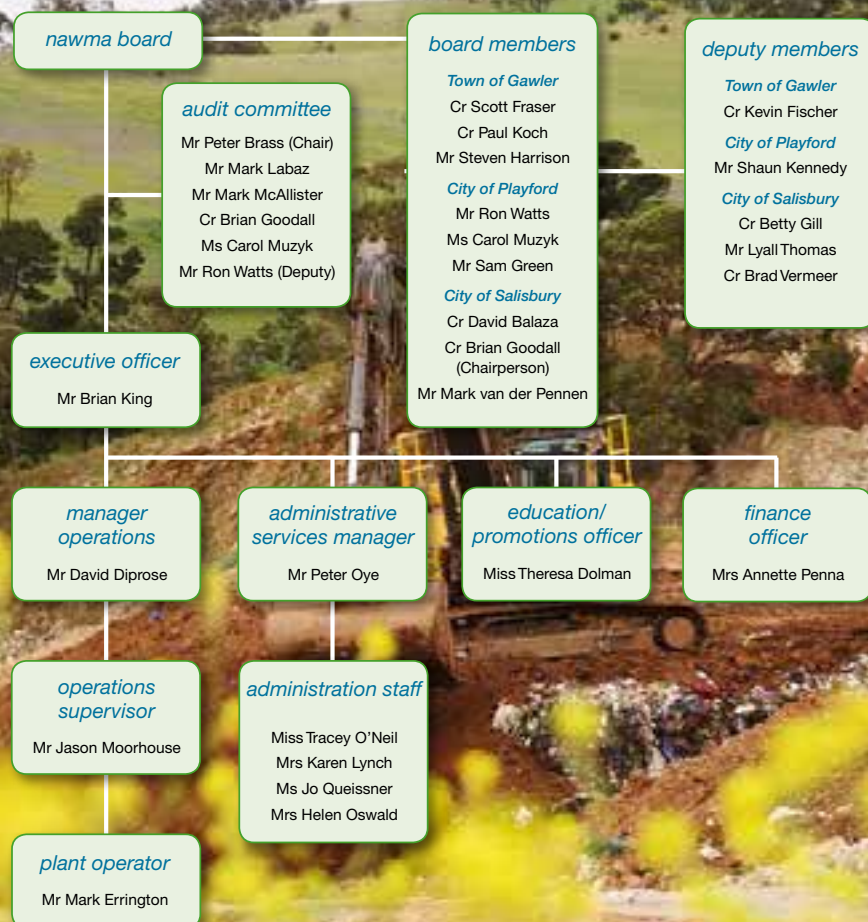 nawma board
audit committee
Mr Peter Brass (Chair)
Mr Mark Labaz
Mr Mark McAllister
Cr Brian Goodall
Ms Carol Muzyk
Mr Ron Watts (Deputy)
board members
Town of Gawler
Cr Scott Fraser
Cr Paul Koch
Mr Steven Harrison
City of Playford
Mr Ron Watts
Ms Carol Muzyk
Mr Sam Green
City of Salisbury
Cr David Balaza
Cr Brian Goodall
(Chairperson)
Mr Mark van der Pennen
deputy members
Town of Gawler
Cr Kevin Fischer
City of Playford
Mr Shaun Kennedy
City of Salisbury
Cr Betty Gill
Mr Lyall Thomas
Cr Brad Vermeer
executive officer
Mr Brian King
manager
operations
Mr David Diprose
administrative
services manager
Mr Peter Oye
education/
promotions officer
Miss Theresa Dolman
finance
officer
Mrs Annette Penna
operations
supervisor
Mr Jason Moorhouse
administration staff
Miss Tracey O’Neil
Mrs Karen Lynch
Ms Jo Queissner
Mrs Helen Oswald
plant operator
Mr Mark Errington